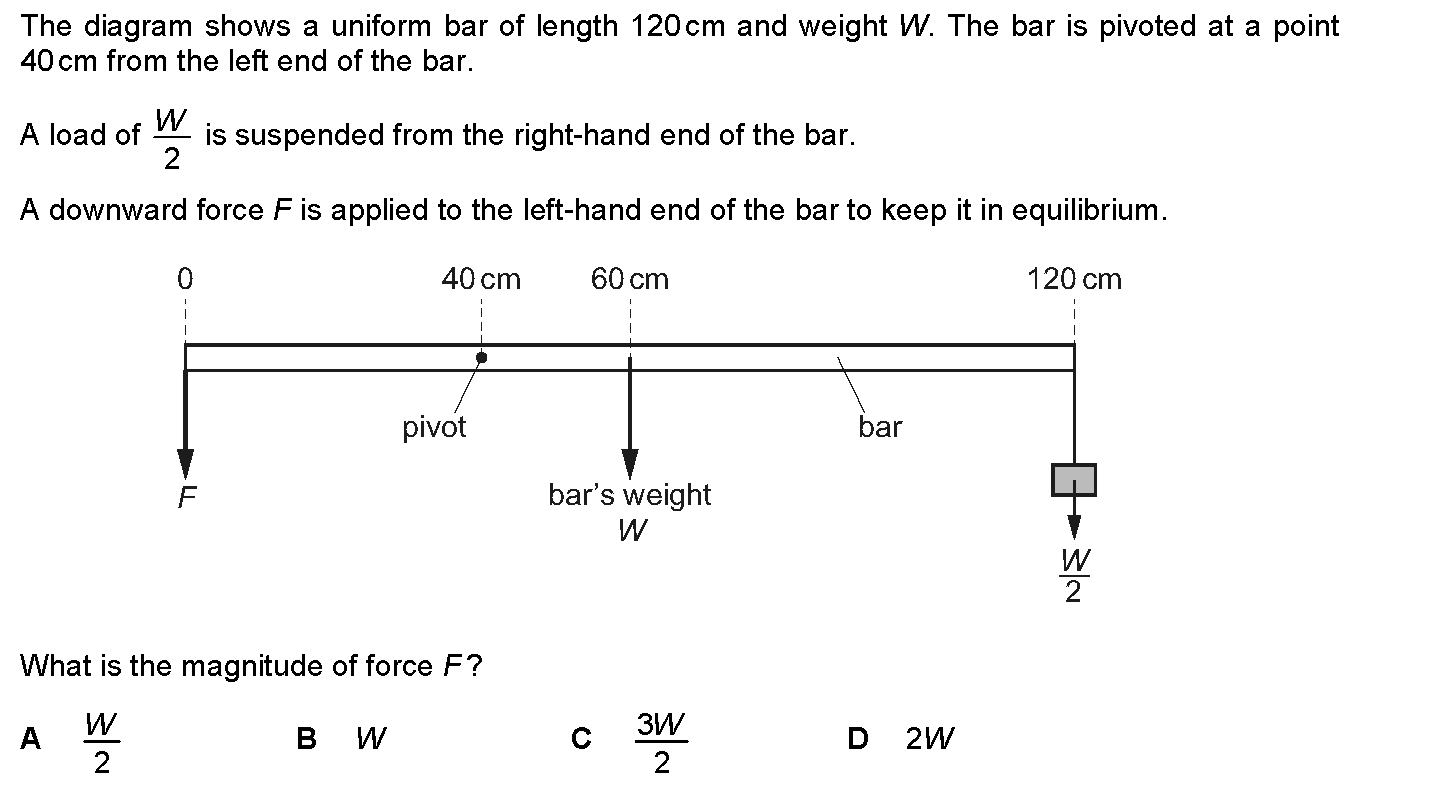 The diagram shows a uniform bar of length 120 cm and weight W. The bar is pivoted at a point
40 cm from the left end of the bar.
A load of W/2 is suspended from the right-hand end of the bar.
A downward force F is applied to the left-hand end of the bar to keep it in equilibrium.
0 40 cm 60 cm 120 cm
pivot bar
F bar's weight
W
W/2
What is the magnitude of force F?
A W/2 B W C 3W/2 D 2W